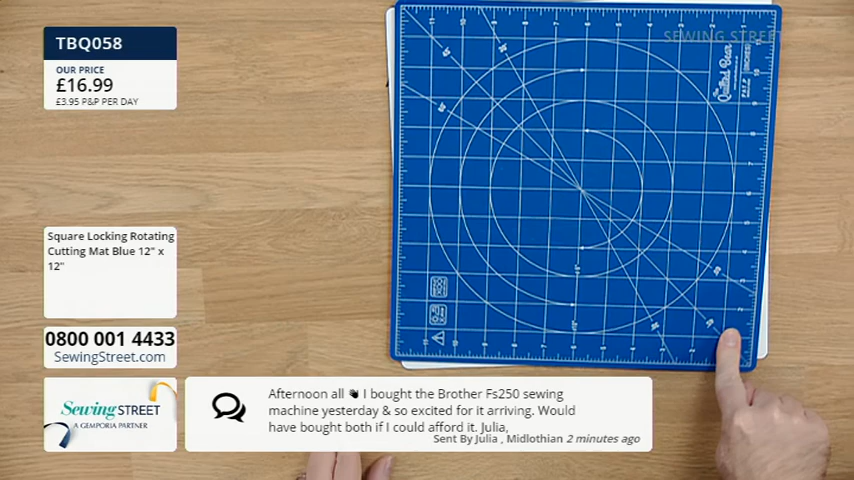 TBQ058
OUR PRICE
£16.99
£3.95 P&P PER DAY
SEWING STREET
The
Quilted Bear
Square Locking Rotating
Cutting Mat Blue 12" x
12"
0800 001 4433
SewingStreet.com
Sewing STREET
A GEMPORIA PARTNER
Afternoon all 👋 I bought the Brother Fs250 sewing
machine yesterday & so excited for it arriving. Would
have bought both if I could afford it. Julia,
Sent By Julia , Midlothian 2 minutes ago